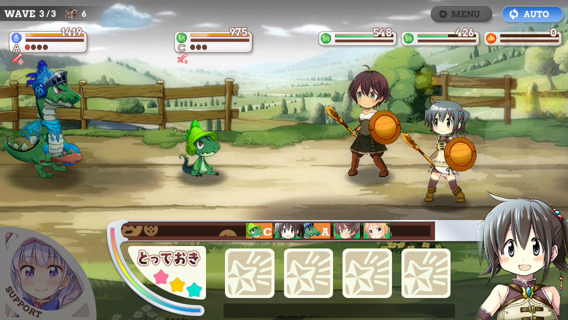 WAVE 3/3 6
MENU
AUTO
1419
975
548
426
0
A
C
C
A
とっておき
SUPPORT